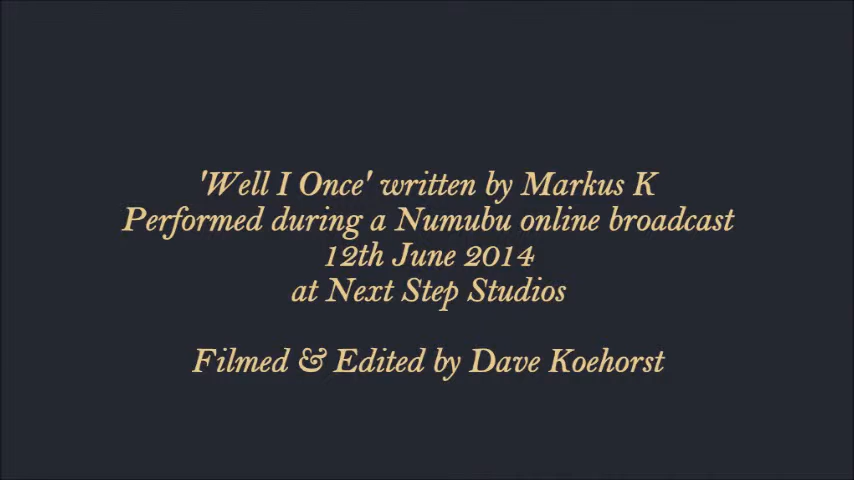 'Well I Once' written by Markus K
Performed during a Numubu online broadcast
12th June 2014
at Next Step Studios
Filmed & Edited by Dave Koehorst